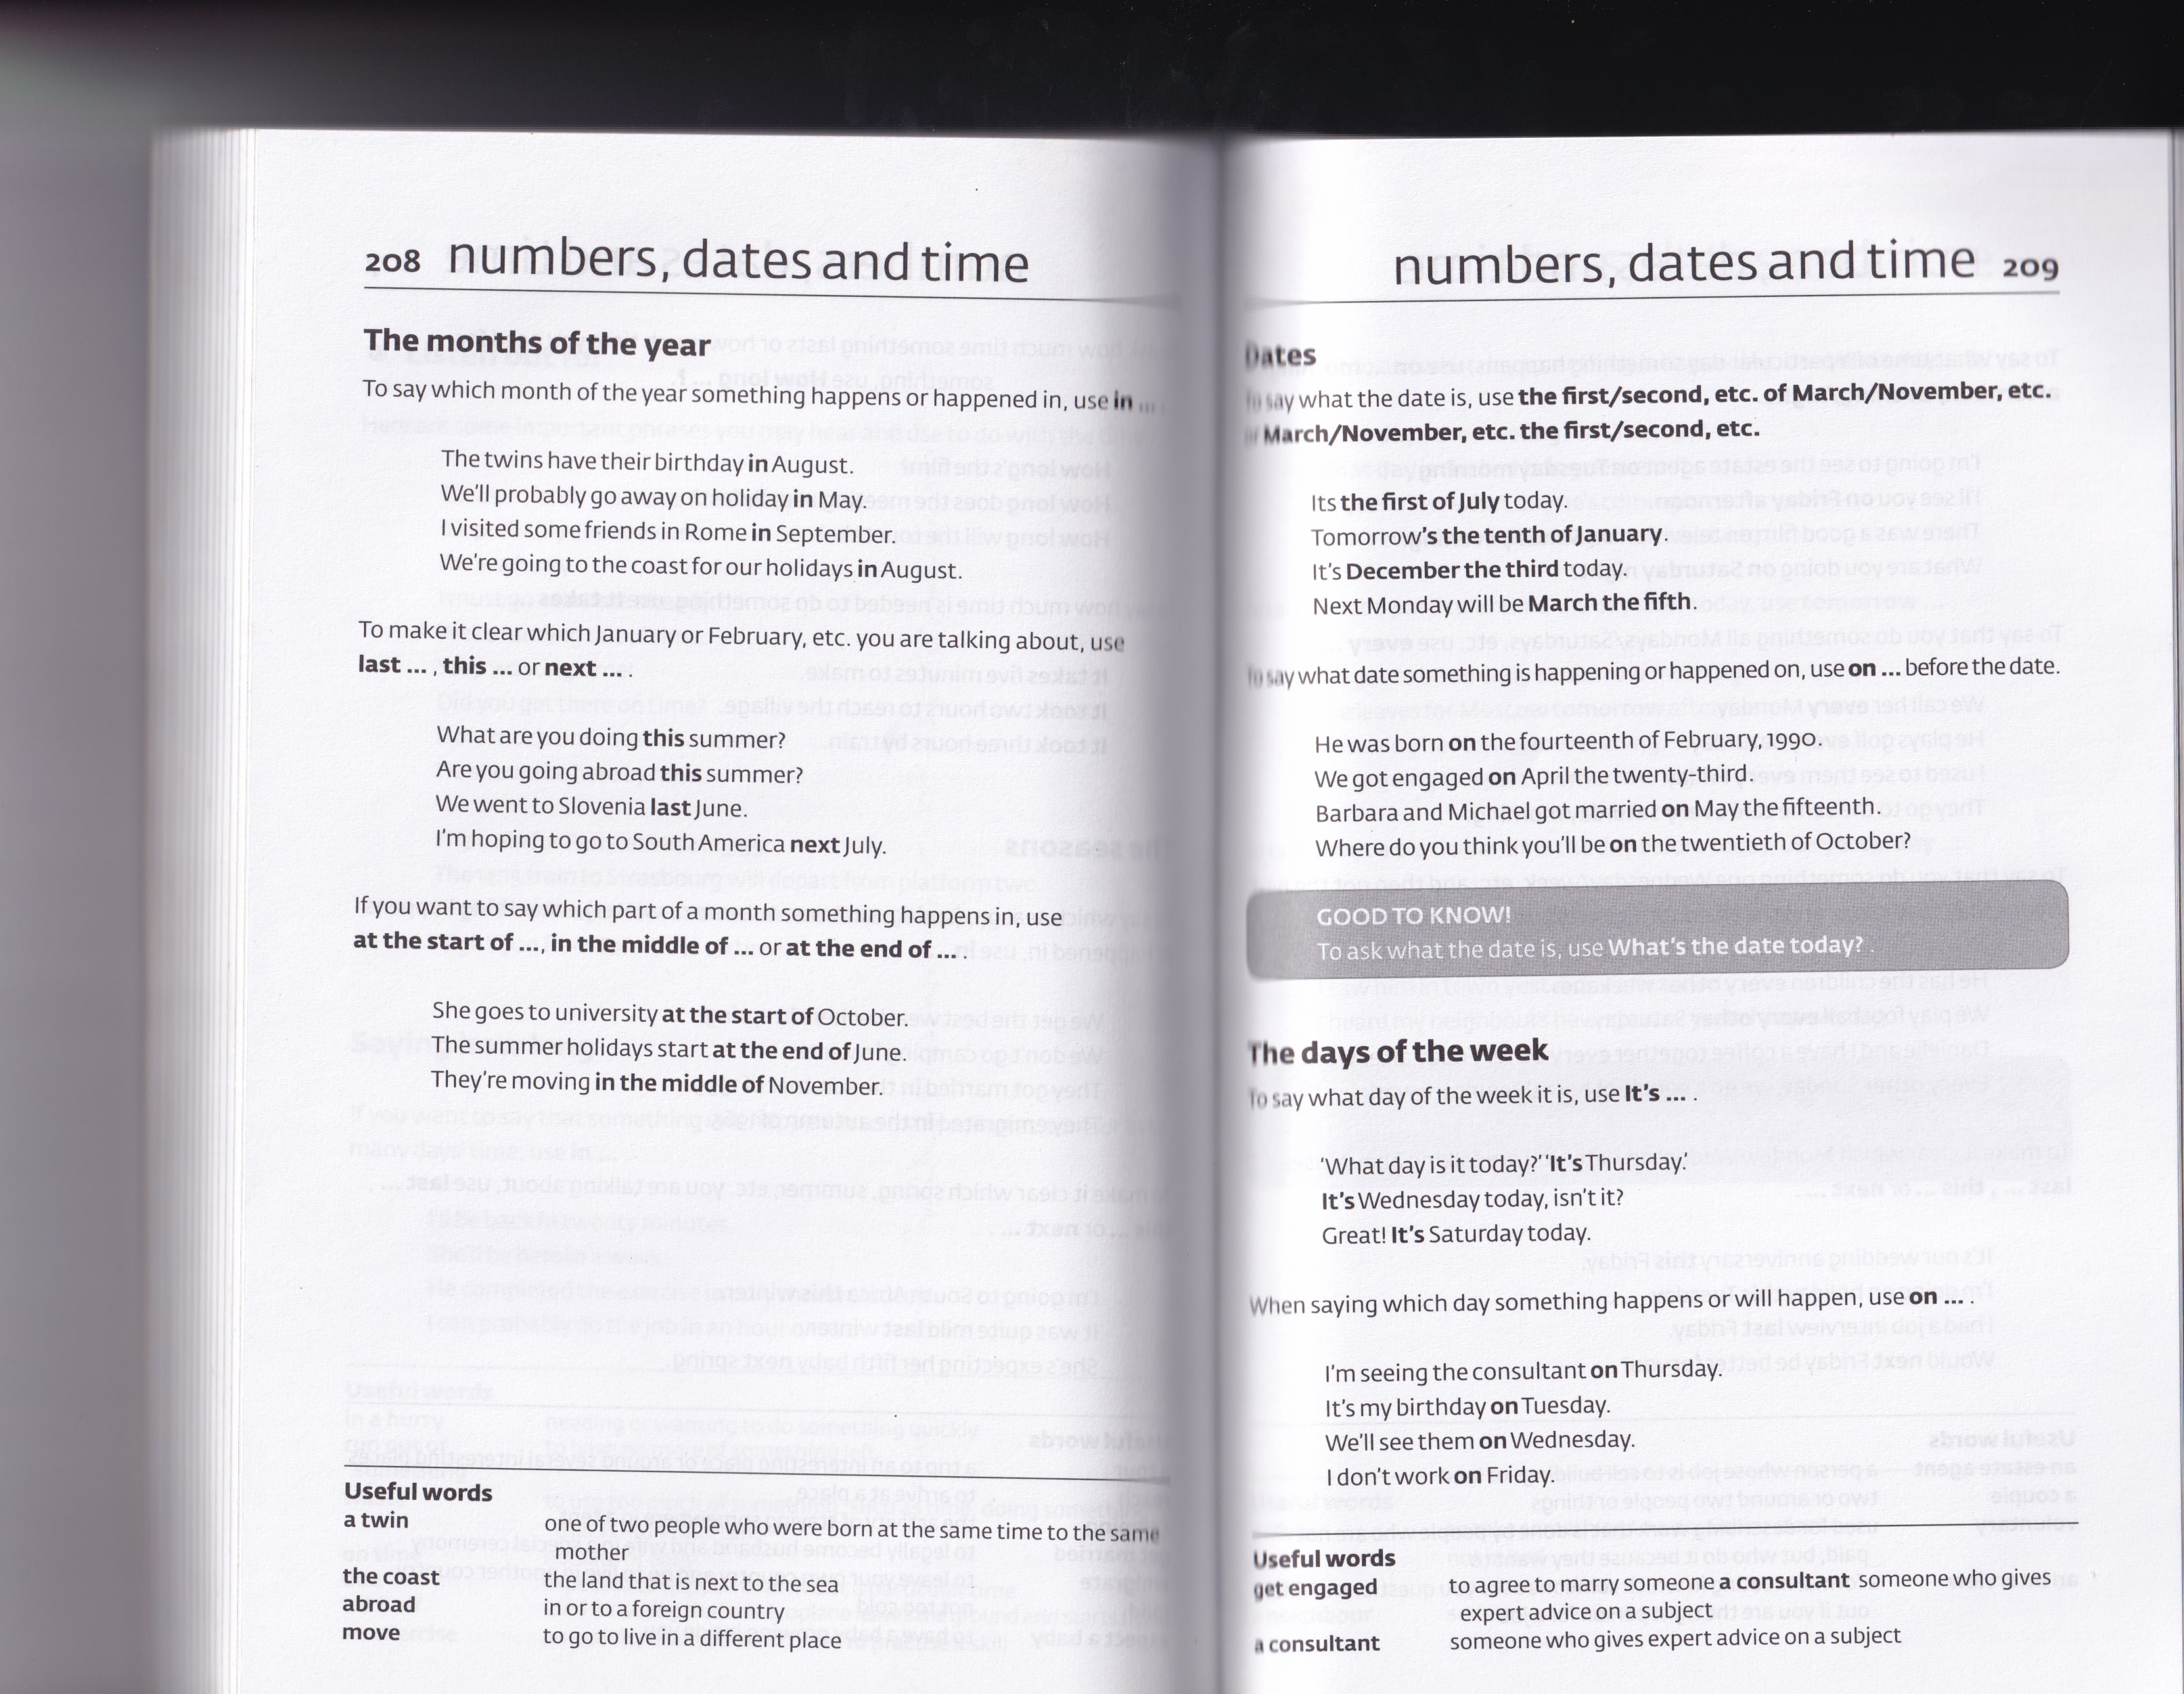 208 numbers, dates and time
The months of the year
To say which month of the year something happens or happened in, use in ...
The twins have their birthday in August.
We'll probably go away on holiday in May.
I visited some friends in Rome in September.
We're going to the coast for our holidays in August.
To make it clear which January or February, etc. you are talking about, use
last ... , this ... or next ... .
What are you doing this summer?
Are you going abroad this summer?
We went to Slovenia last June.
I'm hoping to go to South America next July.
If you want to say which part of a month something happens in, use
at the start of ..., in the middle of ... or at the end of ... .
She goes to university at the start of October.
The summer holidays start at the end of June.
They're moving in the middle of November.
Useful words
a twin one of two people who were born at the same time to the same
mother
the coast the land that is next to the sea
abroad in or to a foreign country
move to go to live in a different place
numbers, dates and time 209
Dates
To say what the date is, use the first/second, etc. of March/November, etc.
or March/November, etc. the first/second, etc.
Its the first of July today.
Tomorrow's the tenth of January.
It's December the third today.
Next Monday will be March the fifth.
To say what date something is happening or happened on, use on ... before the date.
He was born on the fourteenth of February, 1990.
We got engaged on April the twenty-third.
Barbara and Michael got married on May the fifteenth.
Where do you think you'll be on the twentieth of October?
GOOD TO KNOW!
To ask what the date is, use What's the date today? .
The days of the week
To say what day of the week it is, use It's ... .
'What day is it today?' 'It's Thursday.'
It's Wednesday today, isn't it?
Great! It's Saturday today.
When saying which day something happens or will happen, use on ... .
I'm seeing the consultant on Thursday.
It's my birthday on Tuesday.
We'll see them on Wednesday.
I don't work on Friday.
Useful words
get engaged to agree to marry someone a consultant someone who gives
expert advice on a subject
a consultant someone who gives expert advice on a subject